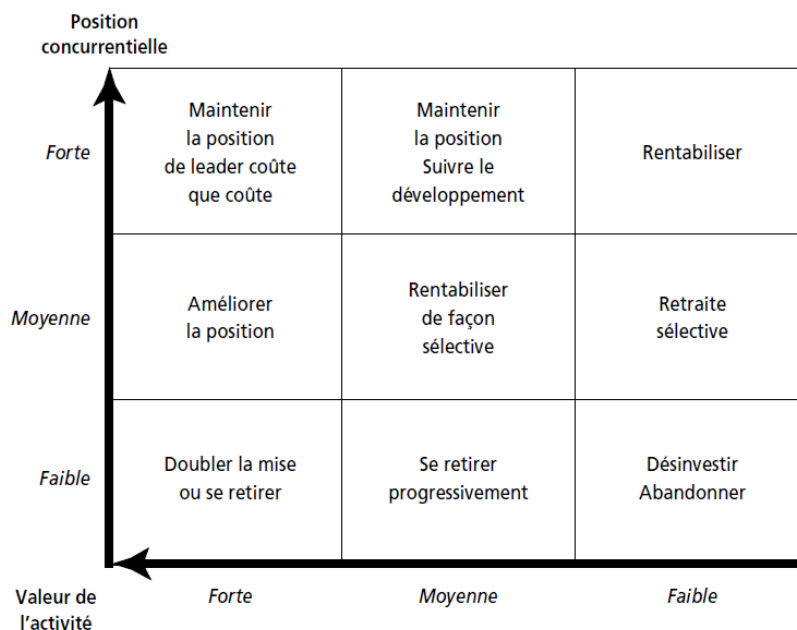 Position
concurrentielle
Forte
Maintenir
la position
de leader coûte
que coûte
Maintenir
la position
Suivre le
développement
Rentabiliser
Moyenne
Améliorer
la position
Rentabiliser
de façon
sélective
Retraite
sélective
Faible
Doubler la mise
ou se retirer
Se retirer
progressivement
Désinvestir
Abandonner
Valeur de
l’activité
Forte
Moyenne
Faible